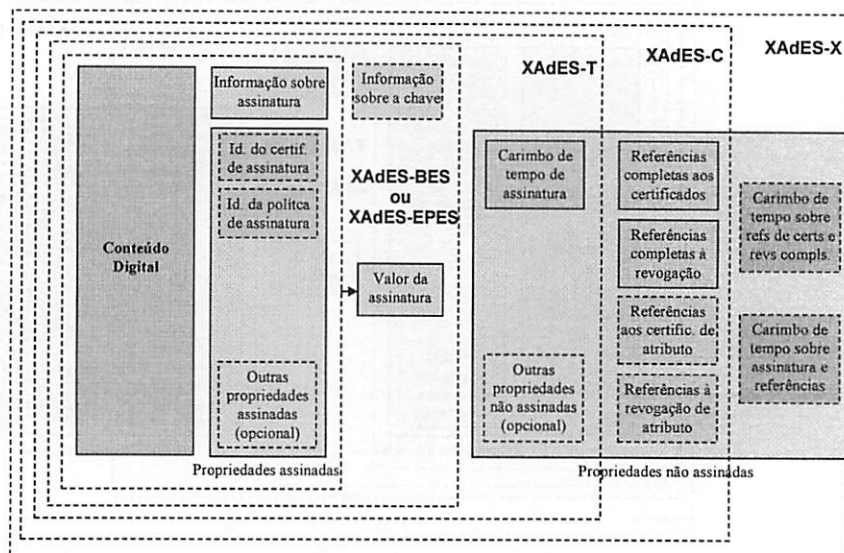 XAdES-T
XAdES-C
XAdES-X
Informação sobre
assinatura
Informação
sobre a chave
Id. do certif.
de assinatura
Id. da polítca
de assinatura
XAdES-BES
ou
XAdES-EPES
Conteúdo
Digital
Valor da
assinatura
Outras
propriedades
assinadas
(opcional)
Propriedades assinadas
Carimbo de
tempo de
assinatura
Outras
propriedades
não assinadas
(opcional)
Referências
completas aos
certificados
Referências
completas à
revogação
Referências
aos certific. de
atributo
Referências à
revogação de
atributo
Carimbo de
tempo sobre
refs de certs e
revs compls.
Carimbo de
tempo sobre
assinatura e
referências
Propriedades não assinadas